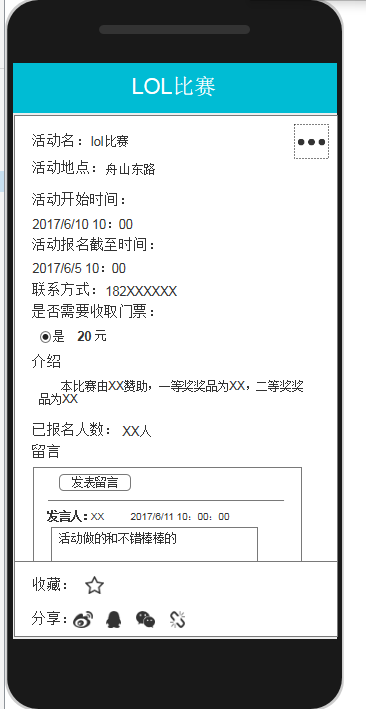 LOL比赛
活动名：lol比赛
活动地点：舟山东路
活动开始时间：
2017/6/10 10：00
活动报名截至时间：
2017/6/5 10：00
联系方式：182XXXXXX
是否需要收取门票：
是 20 元
介绍
本比赛由XX赞助，一等奖奖品为XX，二等奖奖
品为XX
已报名人数： XX人
留言
发表留言
发言人：XX 2017/6/11 10：00：00
活动做的和不错棒棒的
收藏：
分享：